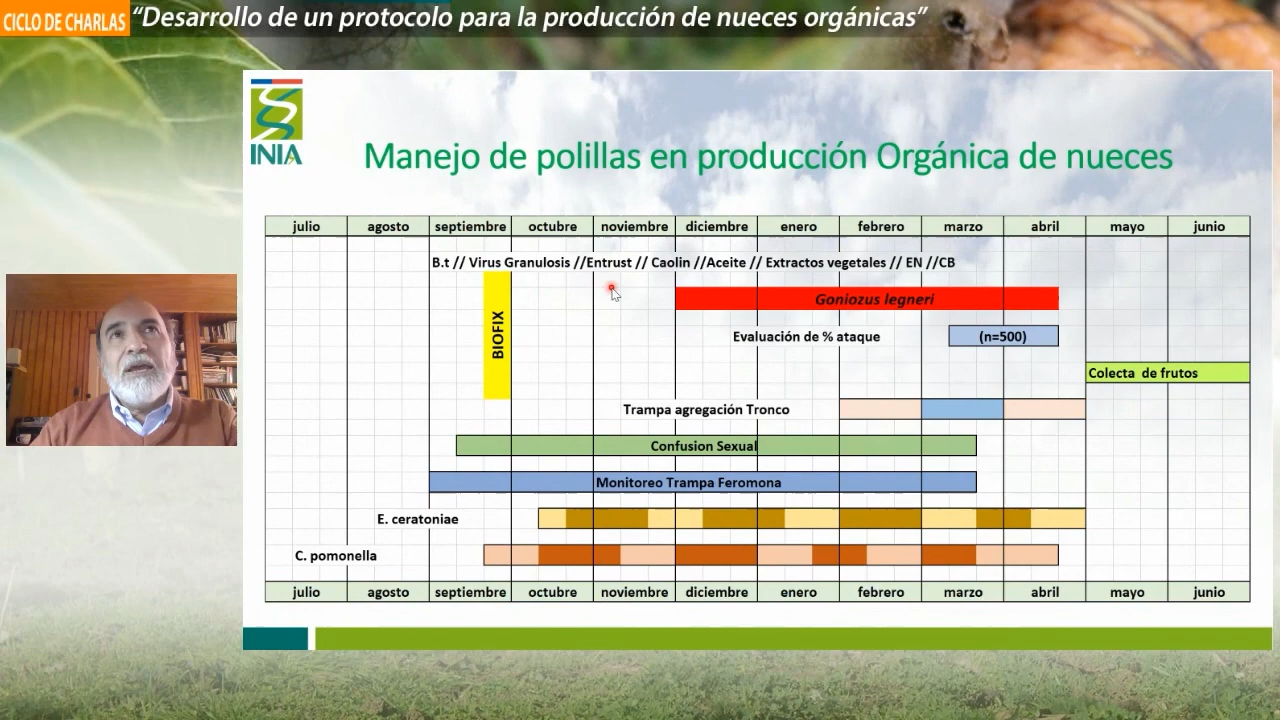 CICLO DE CHARLAS “Desarrollo de un protocolo para la producción de nueces orgánicas”
INIA
Manejo de polillas en producción Orgánica de nueces
julio agosto septiembre octubre noviembre diciembre enero febrero marzo abril mayo junio
B.t // Virus Granulosis //Entrust // Caolin //Aceite // Extractos vegetales // EN //CB
BIOFIX
Goniozus legneri
Evaluación de % ataque (n=500)
Colecta de frutos
Trampa agregación Tronco
Confusion Sexual
Monitoreo Trampa Feromona
E. ceratoniae
C. pomonella
julio agosto septiembre octubre noviembre diciembre enero febrero marzo abril mayo junio